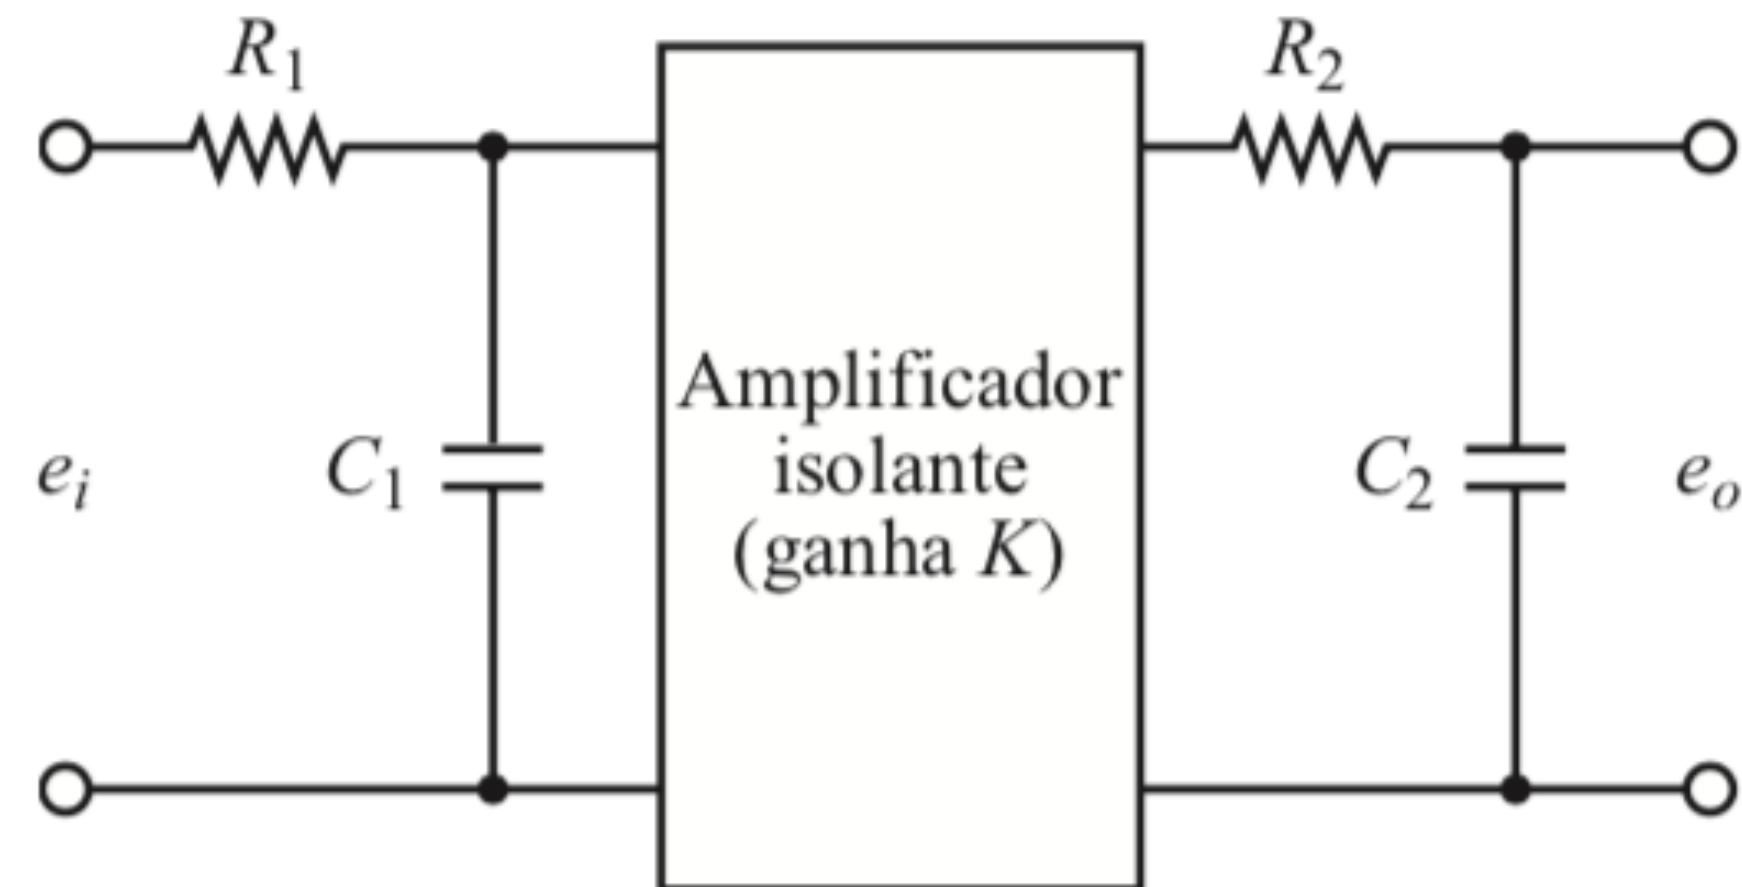 R₁
R₂
Amplificador
isolante
(ganha K)
eᵢ
C₁
C₂
eₒ